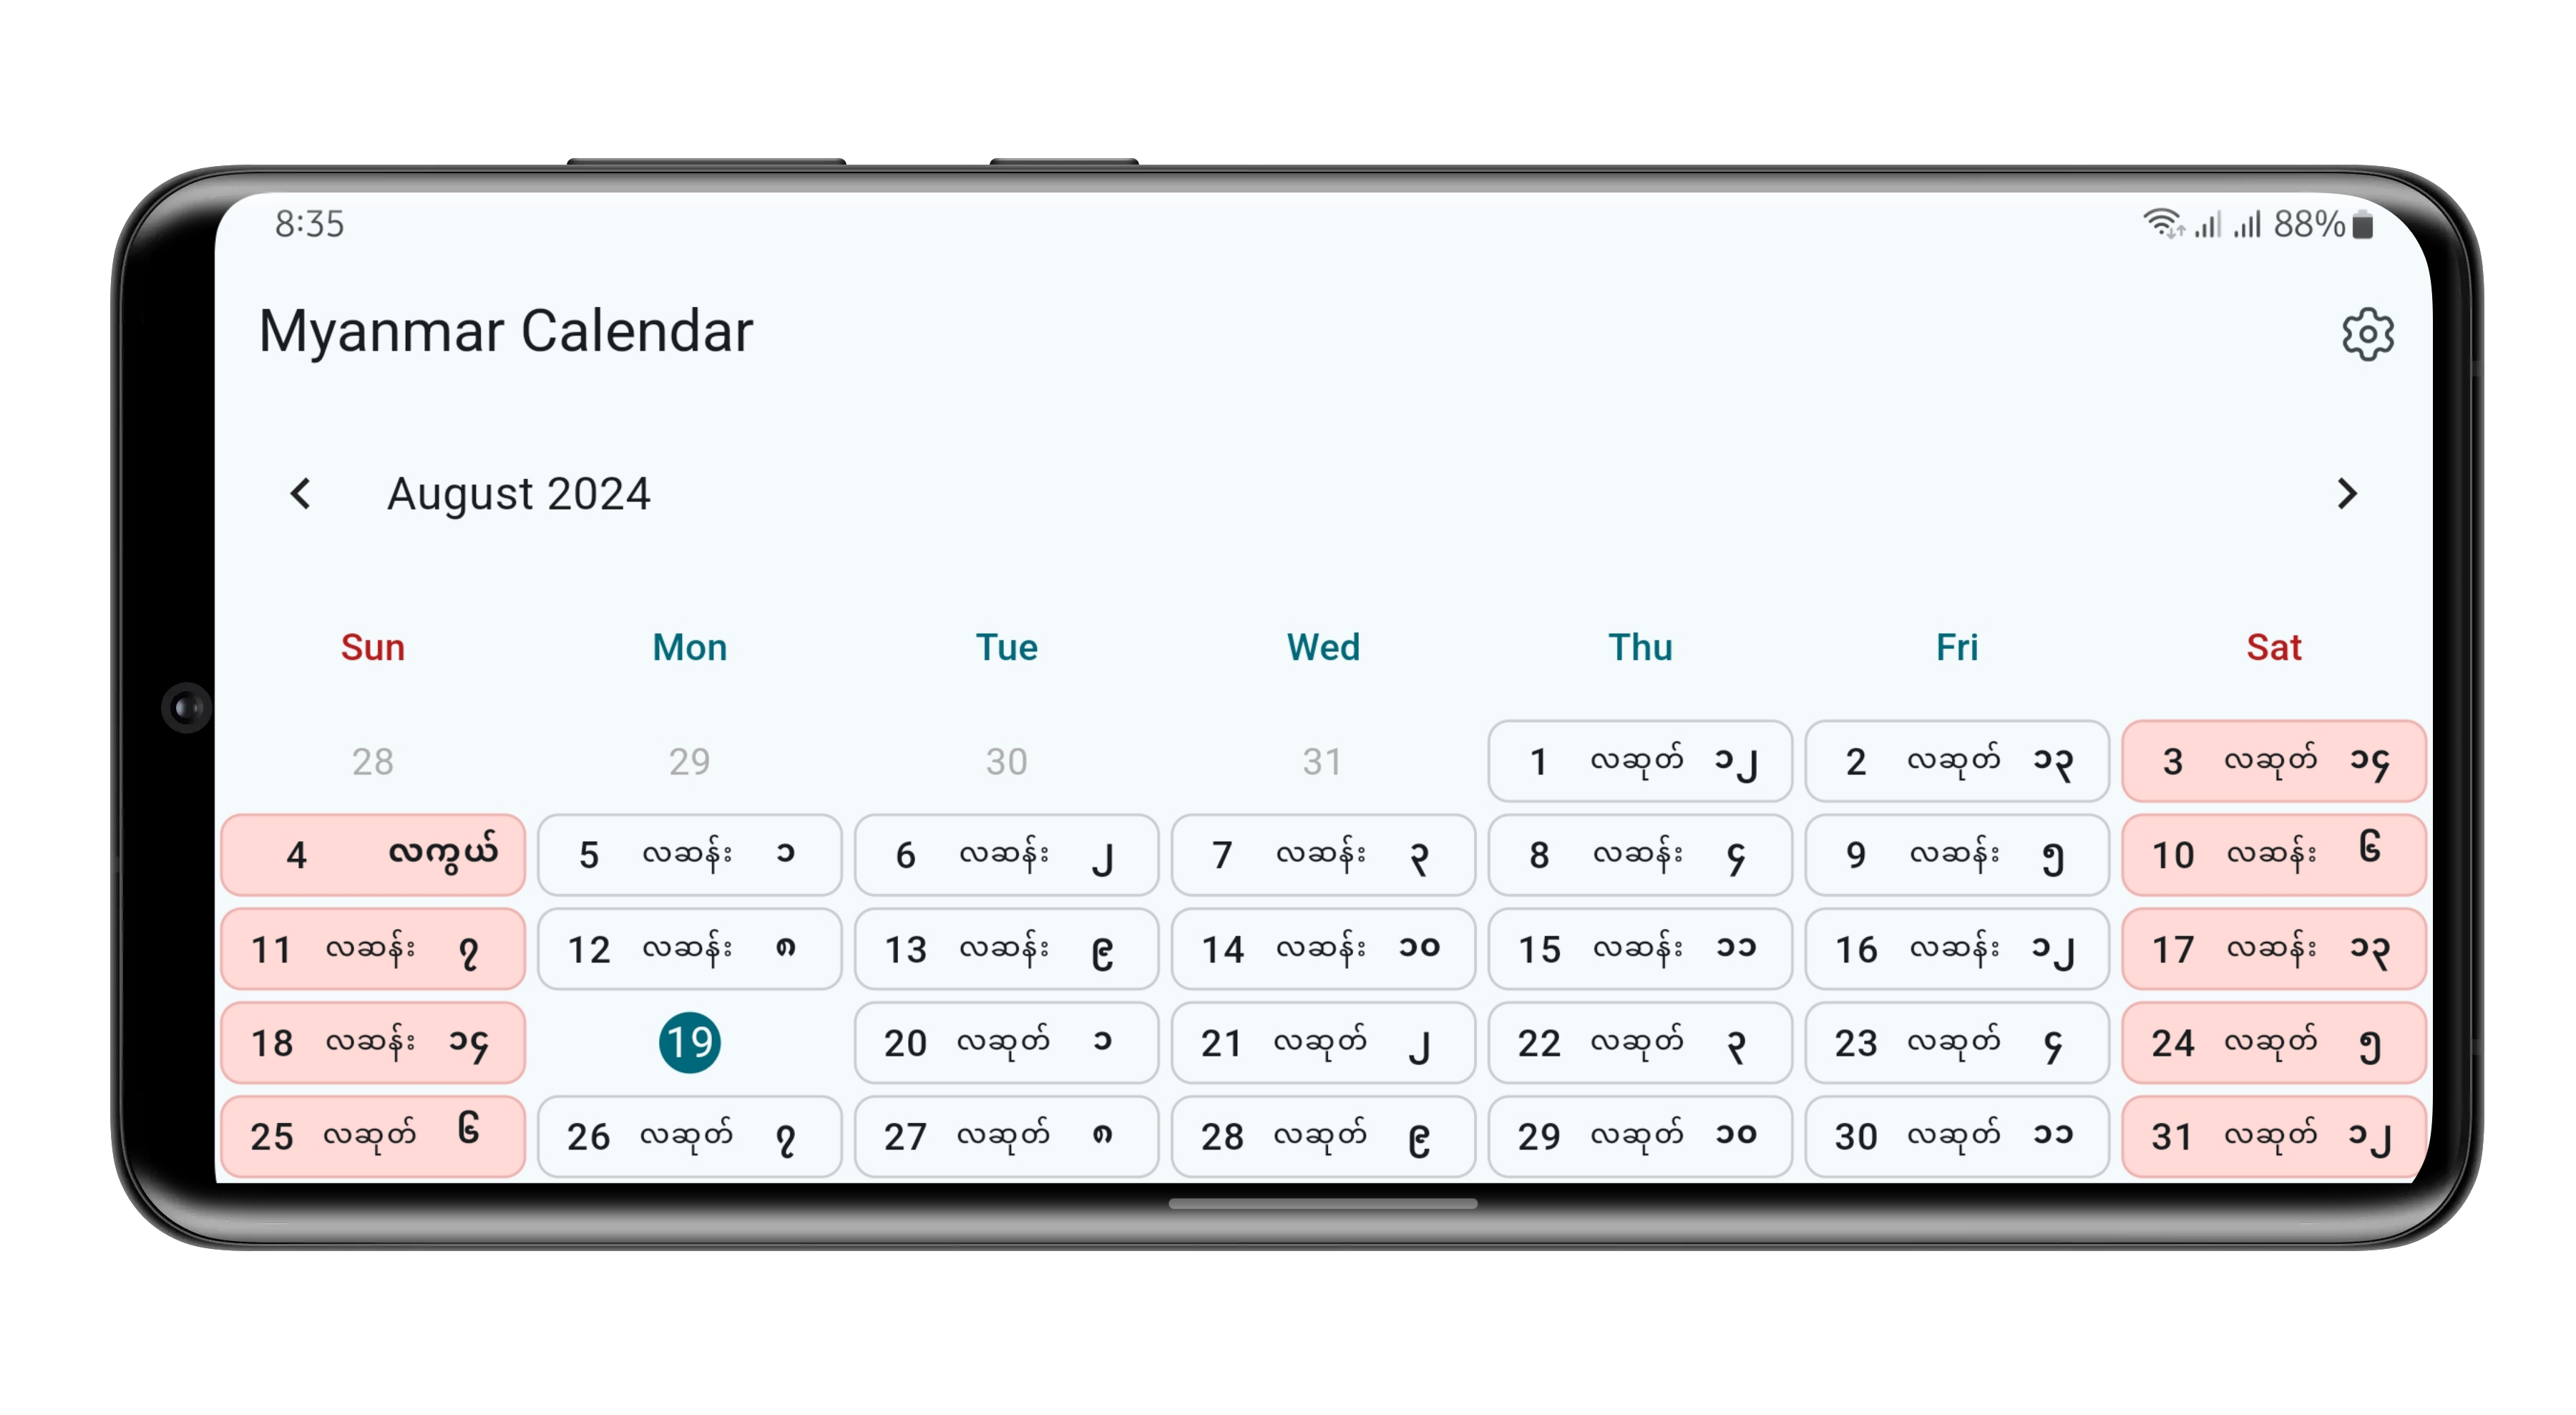 8:35 88%
Myanmar Calendar
August 2024
Sun Mon Tue Wed Thu Fri Sat
28 29 30 31 1 လဆုတ် ၁၂ 2 လဆုတ် ၁၃ 3 လဆုတ် ၁၄
4 လကွယ် 5 လဆန်း ၁ 6 လဆန်း ၂ 7 လဆန်း ၃ 8 လဆန်း ၄ 9 လဆန်း ၅ 10 လဆန်း ၆
11 လဆန်း ၇ 12 လဆန်း ၈ 13 လဆန်း ၉ 14 လဆန်း ၁၀ 15 လဆန်း ၁၁ 16 လဆန်း ၁၂ 17 လဆန်း ၁၃
18 လဆန်း ၁၄ 19 20 လဆုတ် ၁ 21 လဆုတ် ၂ 22 လဆုတ် ၃ 23 လဆုတ် ၄ 24 လဆုတ် ၅
25 လဆုတ် ၆ 26 လဆုတ် ၇ 27 လဆုတ် ၈ 28 လဆုတ် ၉ 29 လဆုတ် ၁၀ 30 လဆုတ် ၁၁ 31 လဆုတ် ၁၂